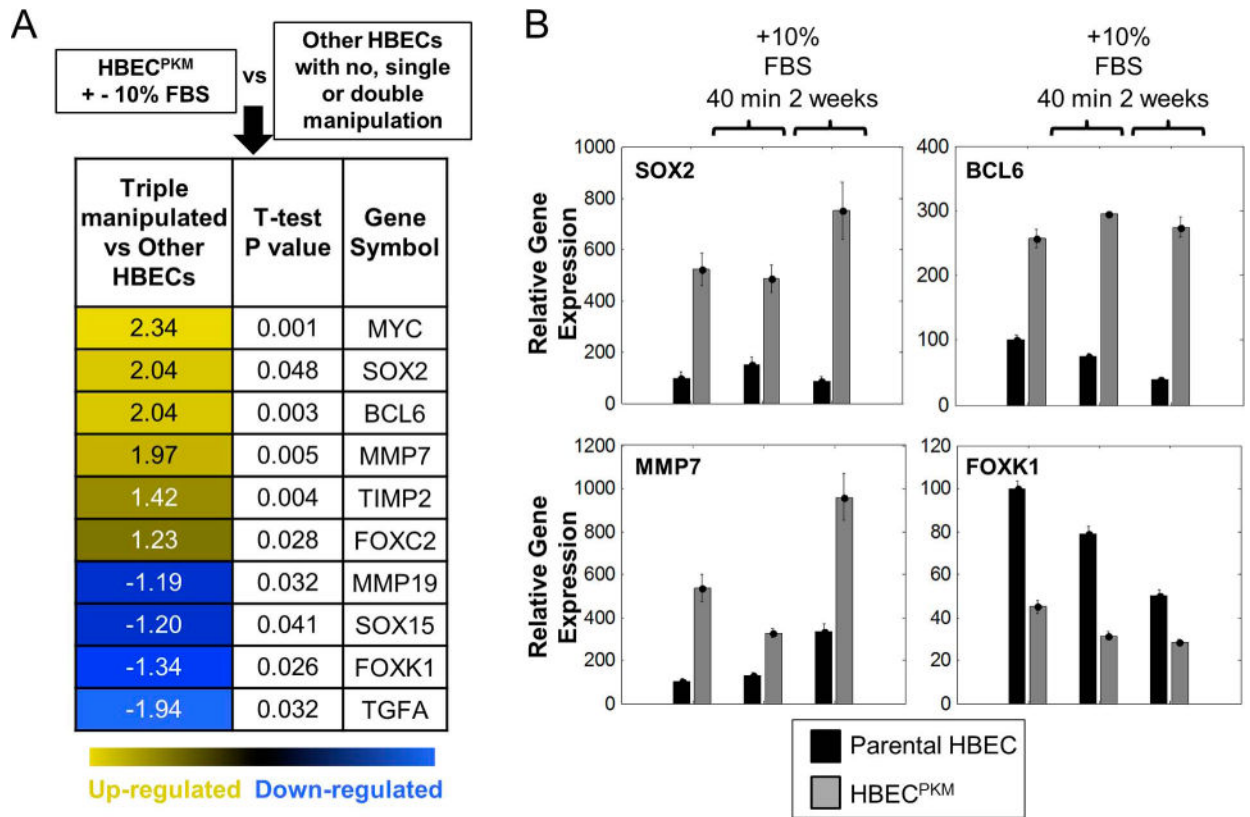 A
HBECPKM
+ - 10% FBS
vs
Other HBECs
with no, single
or double
manipulation
Triple
manipulated
vs Other
HBECs
T-test
P value
Gene
Symbol
2.34 0.001 MYC
2.04 0.048 SOX2
2.04 0.003 BCL6
1.97 0.005 MMP7
1.42 0.004 TIMP2
1.23 0.028 FOXC2
-1.19 0.032 MMP19
-1.20 0.041 SOX15
-1.34 0.026 FOXK1
-1.94 0.032 TGFA
Up-regulated Down-regulated
B
+10%
FBS
40 min 2 weeks
+10%
FBS
40 min 2 weeks
Relative Gene
Expression
SOX2
1000
800
600
400
200
0
BCL6
400
300
200
100
0
Relative Gene
Expression
MMP7
1200
1000
800
600
400
200
0
FOXK1
120
100
80
60
40
20
0
Parental HBEC
HBECPKM